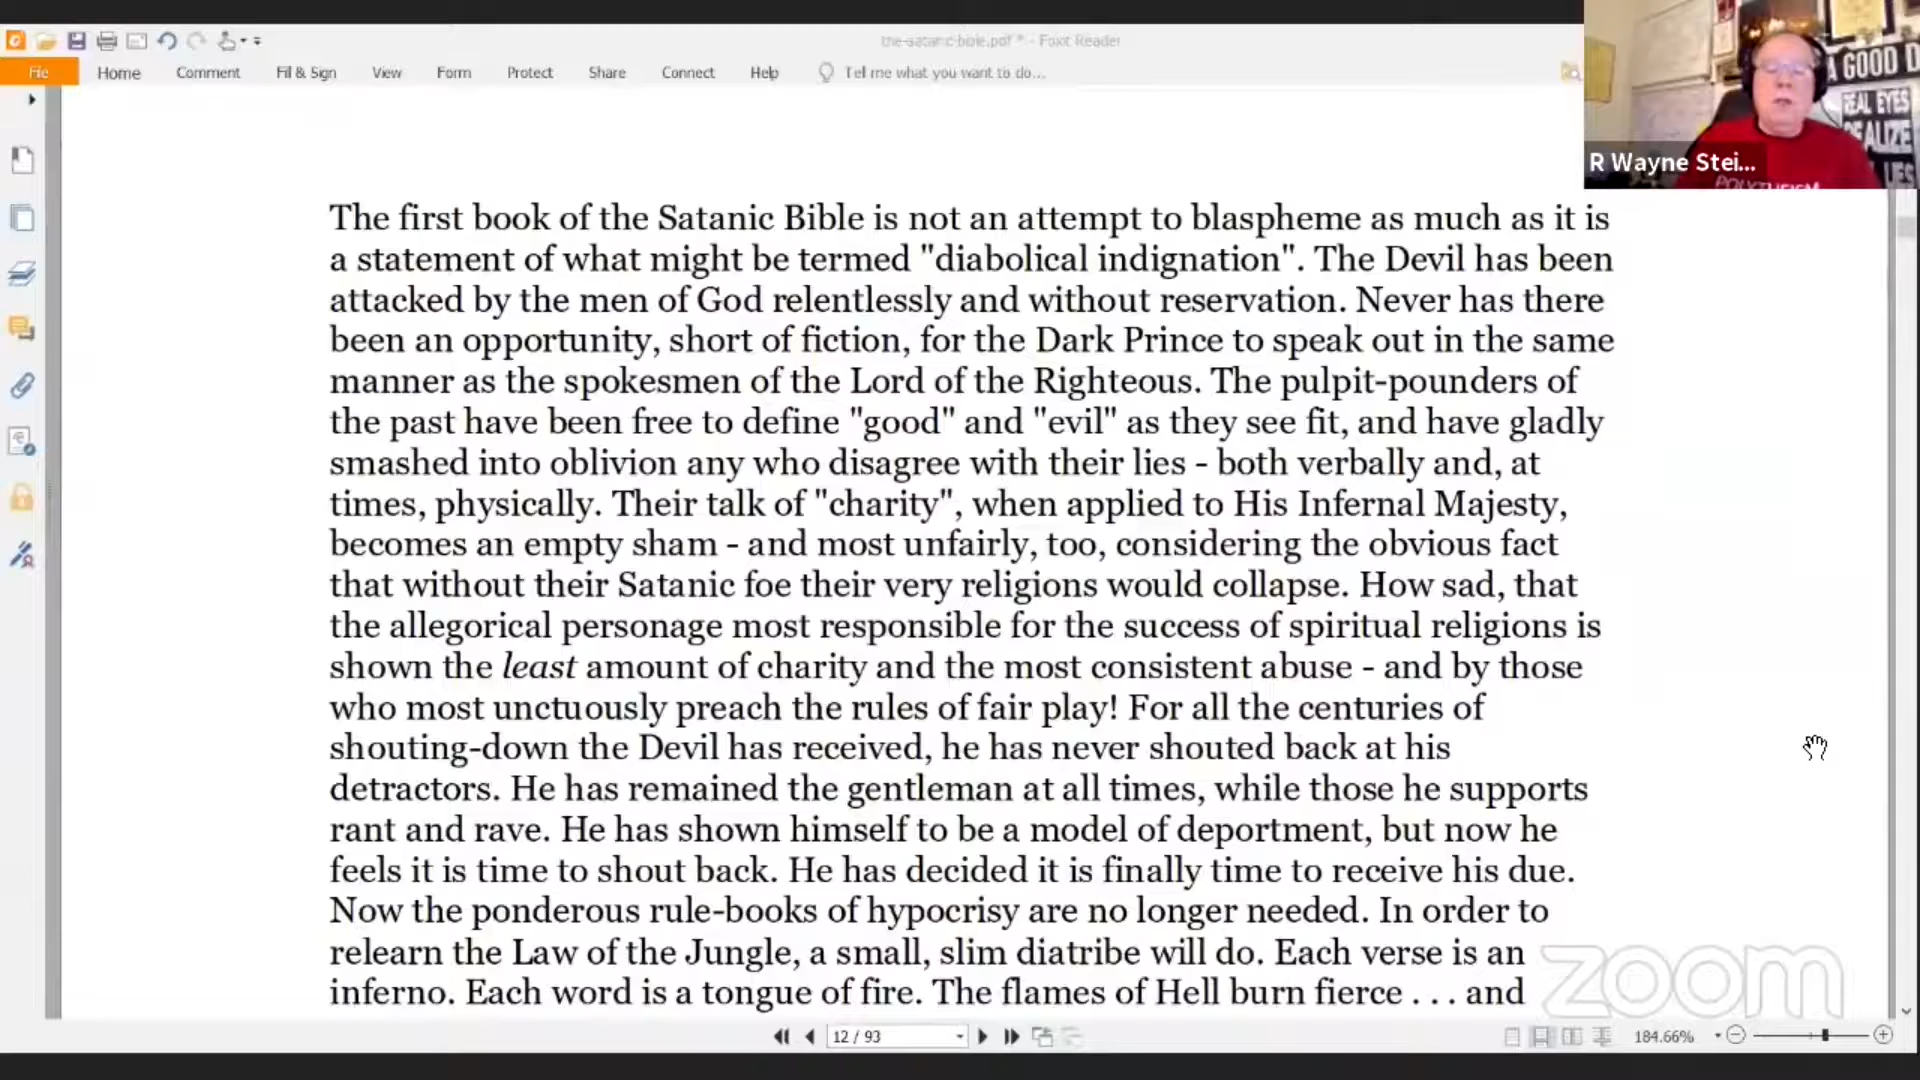 the-satanic-bible.pdf * - Foxit Reader
File Home Comment Fill & Sign View Form Protect Share Connect Help Tell me what you want to do...
A GOOD D
REAL EYES
REALIZE
LIES
R Wayne Stei...
POLYTHEISM
The first book of the Satanic Bible is not an attempt to blaspheme as much as it is
a statement of what might be termed "diabolical indignation". The Devil has been
attacked by the men of God relentlessly and without reservation. Never has there
been an opportunity, short of fiction, for the Dark Prince to speak out in the same
manner as the spokesmen of the Lord of the Righteous. The pulpit-pounders of
the past have been free to define "good" and "evil" as they see fit, and have gladly
smashed into oblivion any who disagree with their lies - both verbally and, at
times, physically. Their talk of "charity", when applied to His Infernal Majesty,
becomes an empty sham - and most unfairly, too, considering the obvious fact
that without their Satanic foe their very religions would collapse. How sad, that
the allegorical personage most responsible for the success of spiritual religions is
shown the least amount of charity and the most consistent abuse - and by those
who most unctuously preach the rules of fair play! For all the centuries of
shouting-down the Devil has received, he has never shouted back at his
detractors. He has remained the gentleman at all times, while those he supports
rant and rave. He has shown himself to be a model of deportment, but now he
feels it is time to shout back. He has decided it is finally time to receive his due.
Now the ponderous rule-books of hypocrisy are no longer needed. In order to
relearn the Law of the Jungle, a small, slim diatribe will do. Each verse is an
inferno. Each word is a tongue of fire. The flames of Hell burn fierce . . . and
zoom
12 / 93
184.66%